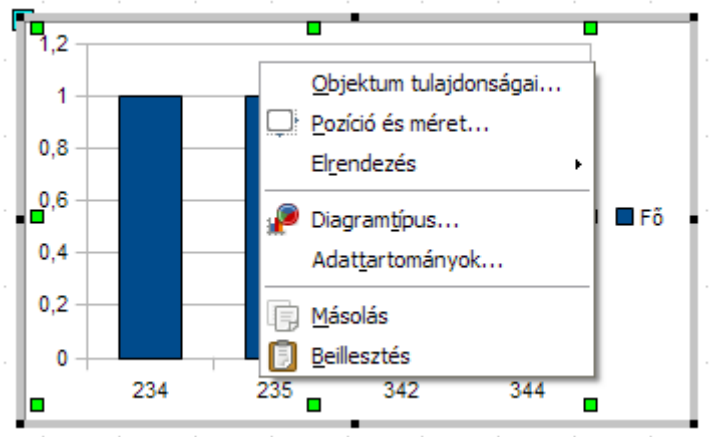 1,2
1
0,8
0,6
0,4
0,2
0
234 235 342 344
Fő
Objektum tulajdonságai...
Pozíció és méret...
Elrendezés
Diagramtípus...
Adattartományok...
Másolás
Beillesztés